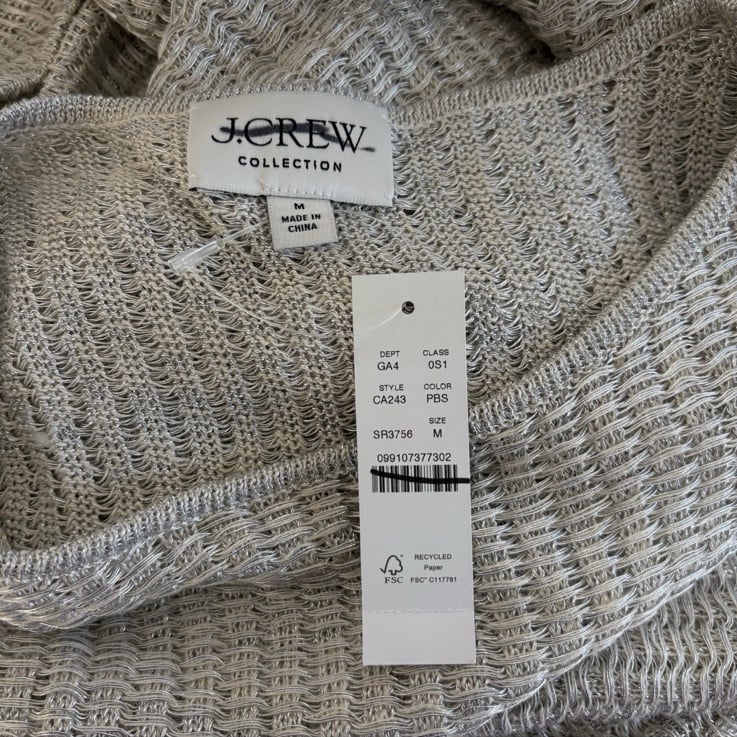 J.CREW
COLLECTION
M
MADE IN
CHINA
DEPT CLASS
GA4 0S1
STYLE COLOR
CA243 PBS
SIZE
SR3756 M
099107377302
RECYCLED
Paper
FSC FSC™ C117781